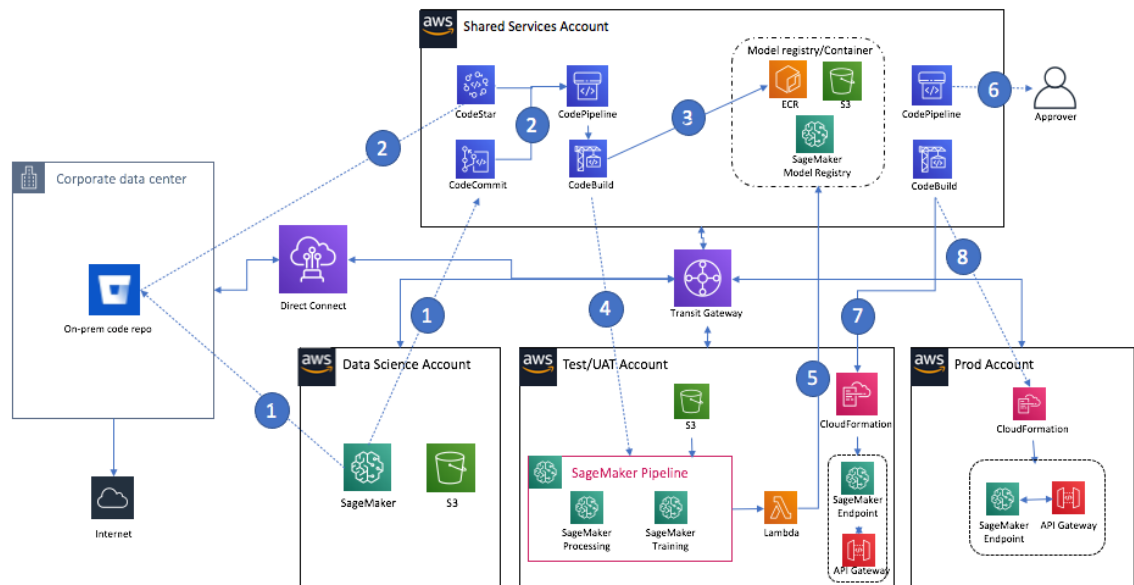 aws
Shared Services Account
Model registry/Container
ECR
S3
SageMaker
Model Registry
CodeStar
CodePipeline
CodeCommit
CodeBuild
CodePipeline
CodeBuild
Approver
2
2
3
6
Corporate data center
On-prem code repo
Direct Connect
Transit Gateway
Internet
1
1
4
5
7
8
aws
Data Science Account
SageMaker
S3
aws
Test/UAT Account
S3
SageMaker Pipeline
SageMaker
Processing
SageMaker
Training
Lambda
CloudFormation
SageMaker
Endpoint
API Gateway
aws
Prod Account
CloudFormation
SageMaker
Endpoint
API Gateway